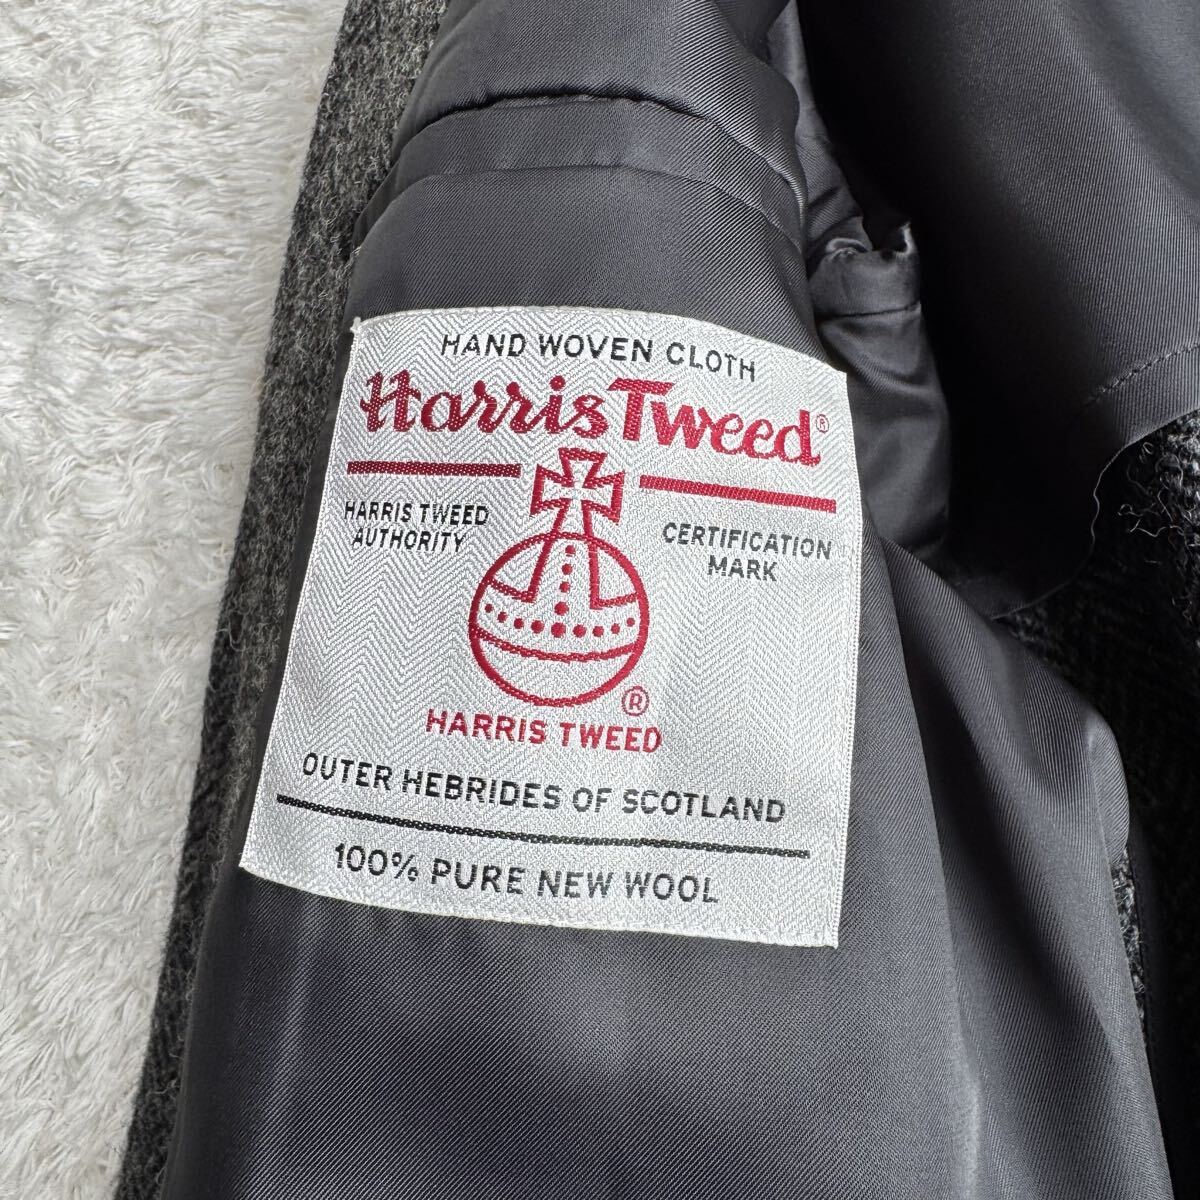 HAND WOVEN CLOTH
Harris Tweed®
HARRIS TWEED
AUTHORITY
CERTIFICATION
MARK
®
HARRIS TWEED
OUTER HEBRIDES OF SCOTLAND
100% PURE NEW WOOL